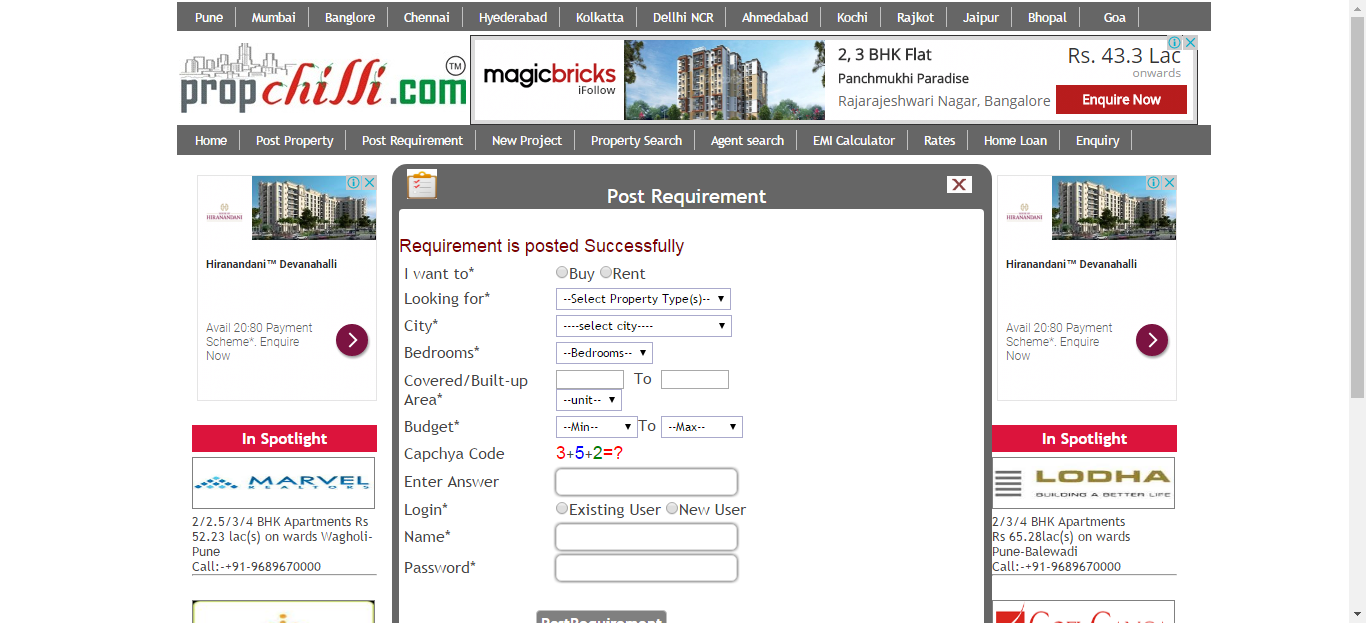 Pune Mumbai Banglore Chennai Hyederabad Kolkatta Dellhi NCR Ahmedabad Kochi Rajkot Jaipur Bhopal Goa
propchilli.com TM
magicbricks
iFollow
2, 3 BHK Flat
Panchmukhi Paradise
Rajarajeshwari Nagar, Bangalore
Rs. 43.3 Lac
onwards
Enquire Now
Home Post Property Post Requirement New Project Property Search Agent search EMI Calculator Rates Home Loan Enquiry
HIRANANDANI
Hiranandani™ Devanahalli
Avail 20:80 Payment
Scheme*. Enquire
Now
In Spotlight
MARVEL
REALTORS
2/2.5/3/4 BHK Apartments Rs
52.23 lac(s) on wards Wagholi-
Pune
Call:-+91-9689670000
Post Requirement
X
Requirement is posted Successfully
I want to* Buy Rent
Looking for* --Select Property Type(s)--
City* ----select city----
Bedrooms* --Bedrooms--
Covered/Built-up To
Area* --unit--
Budget* --Min-- To --Max--
Capchya Code 3+5+2=?
Enter Answer
Login* Existing User New User
Name*
Password*
PostRequirement
HIRANANDANI
Hiranandani™ Devanahalli
Avail 20:80 Payment
Scheme*. Enquire
Now
In Spotlight
LODHA
BUILDING A BETTER LIFE
2/3/4 BHK Apartments
Rs 65.28lac(s) on wards
Pune-Balewadi
Call:-+91-9689670000